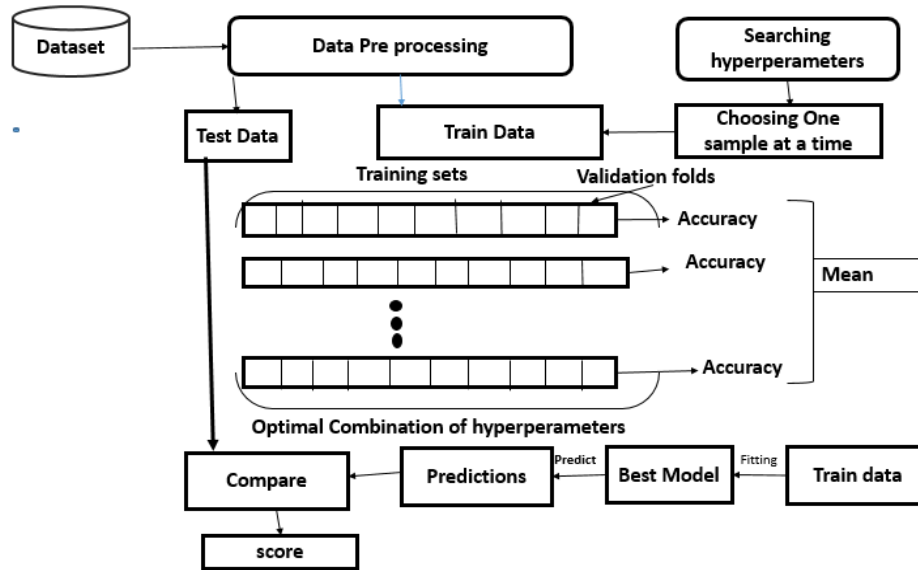 Dataset
Data Pre processing
Searching
hyperperameters
Test Data
Train Data
Choosing One
sample at a time
Training sets
Validation folds
Accuracy
Accuracy
Mean
Accuracy
Optimal Combination of hyperperameters
Compare
Predictions
Predict
Best Model
Fitting
Train data
score